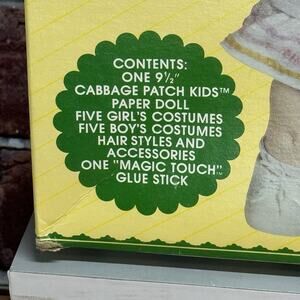 CONTENTS:
ONE 9½"
CABBAGE PATCH KIDS™
PAPER DOLL
FIVE GIRL'S COSTUMES
FIVE BOY'S COSTUMES
HAIR STYLES AND
ACCESSORIES
ONE "MAGIC TOUCH"
GLUE STICK